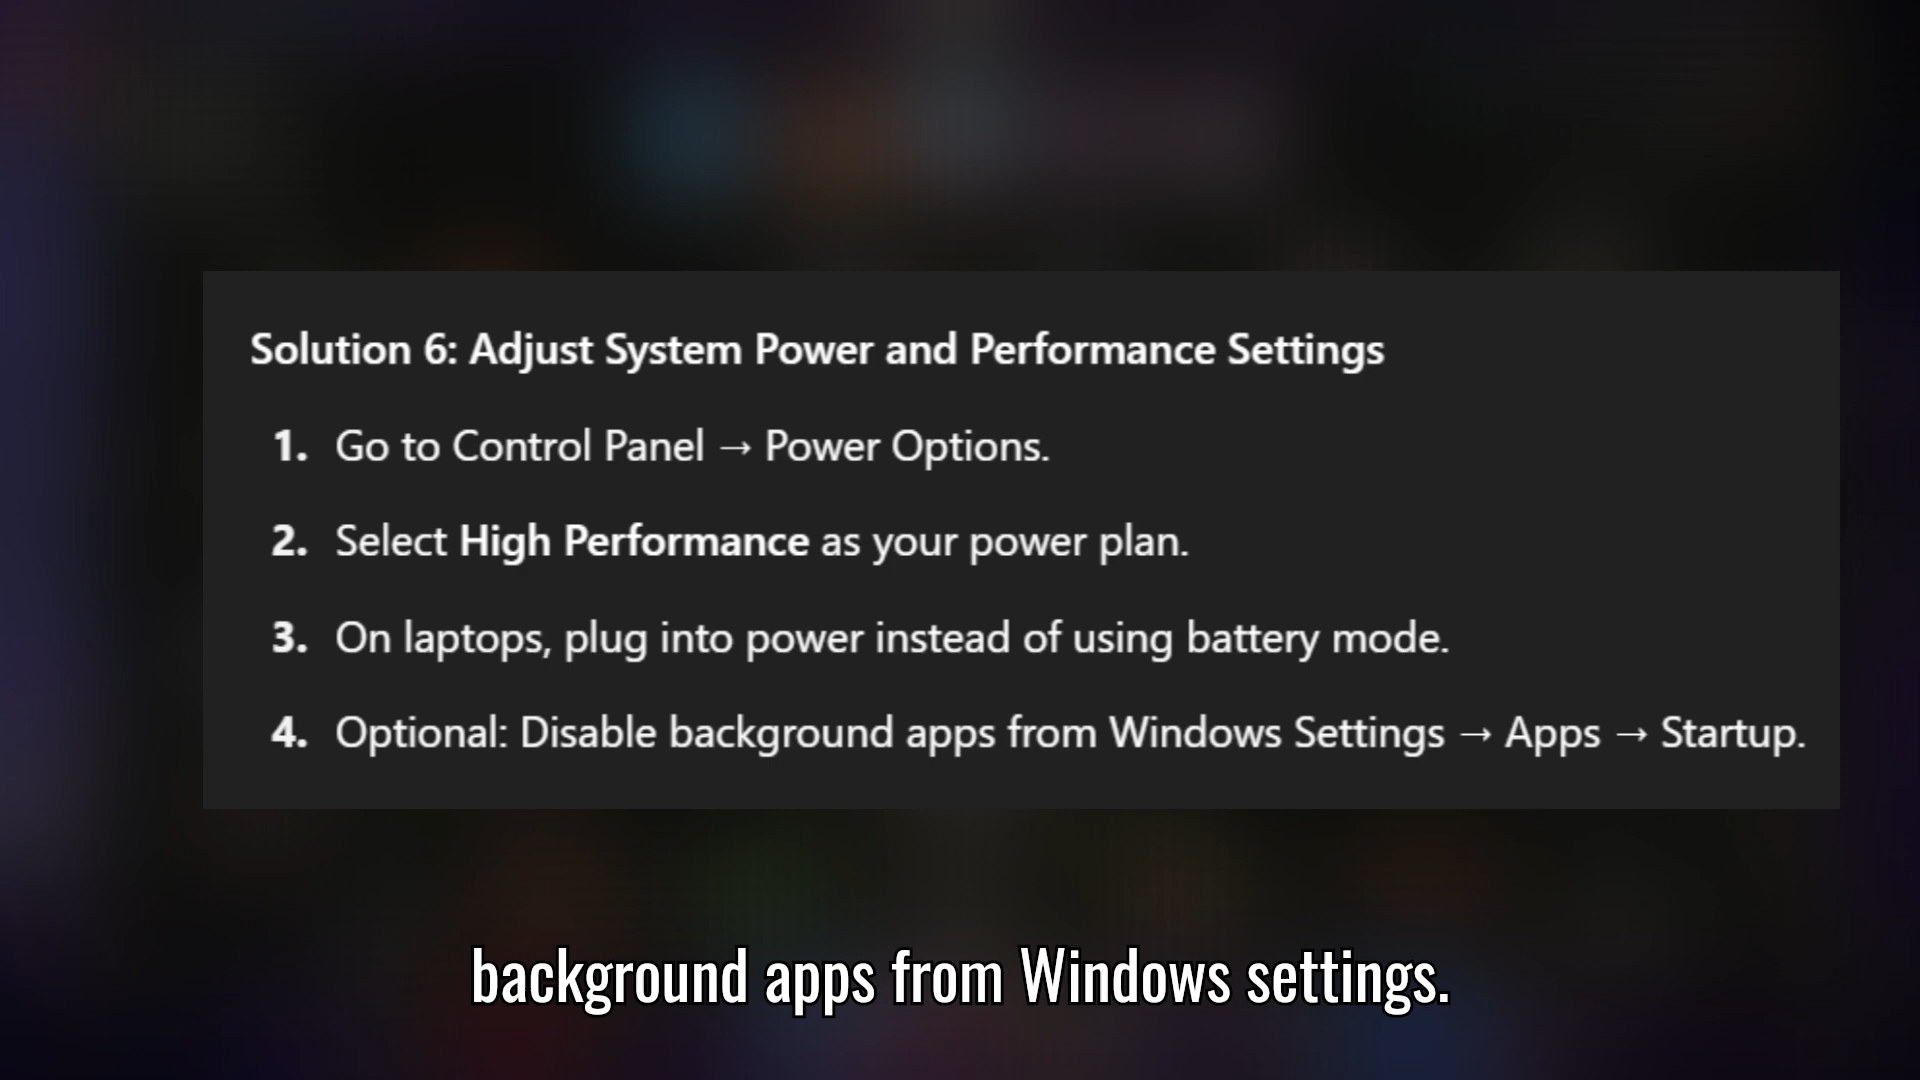 Solution 6: Adjust System Power and Performance Settings
1. Go to Control Panel → Power Options.
2. Select High Performance as your power plan.
3. On laptops, plug into power instead of using battery mode.
4. Optional: Disable background apps from Windows Settings → Apps → Startup.
background apps from Windows settings.